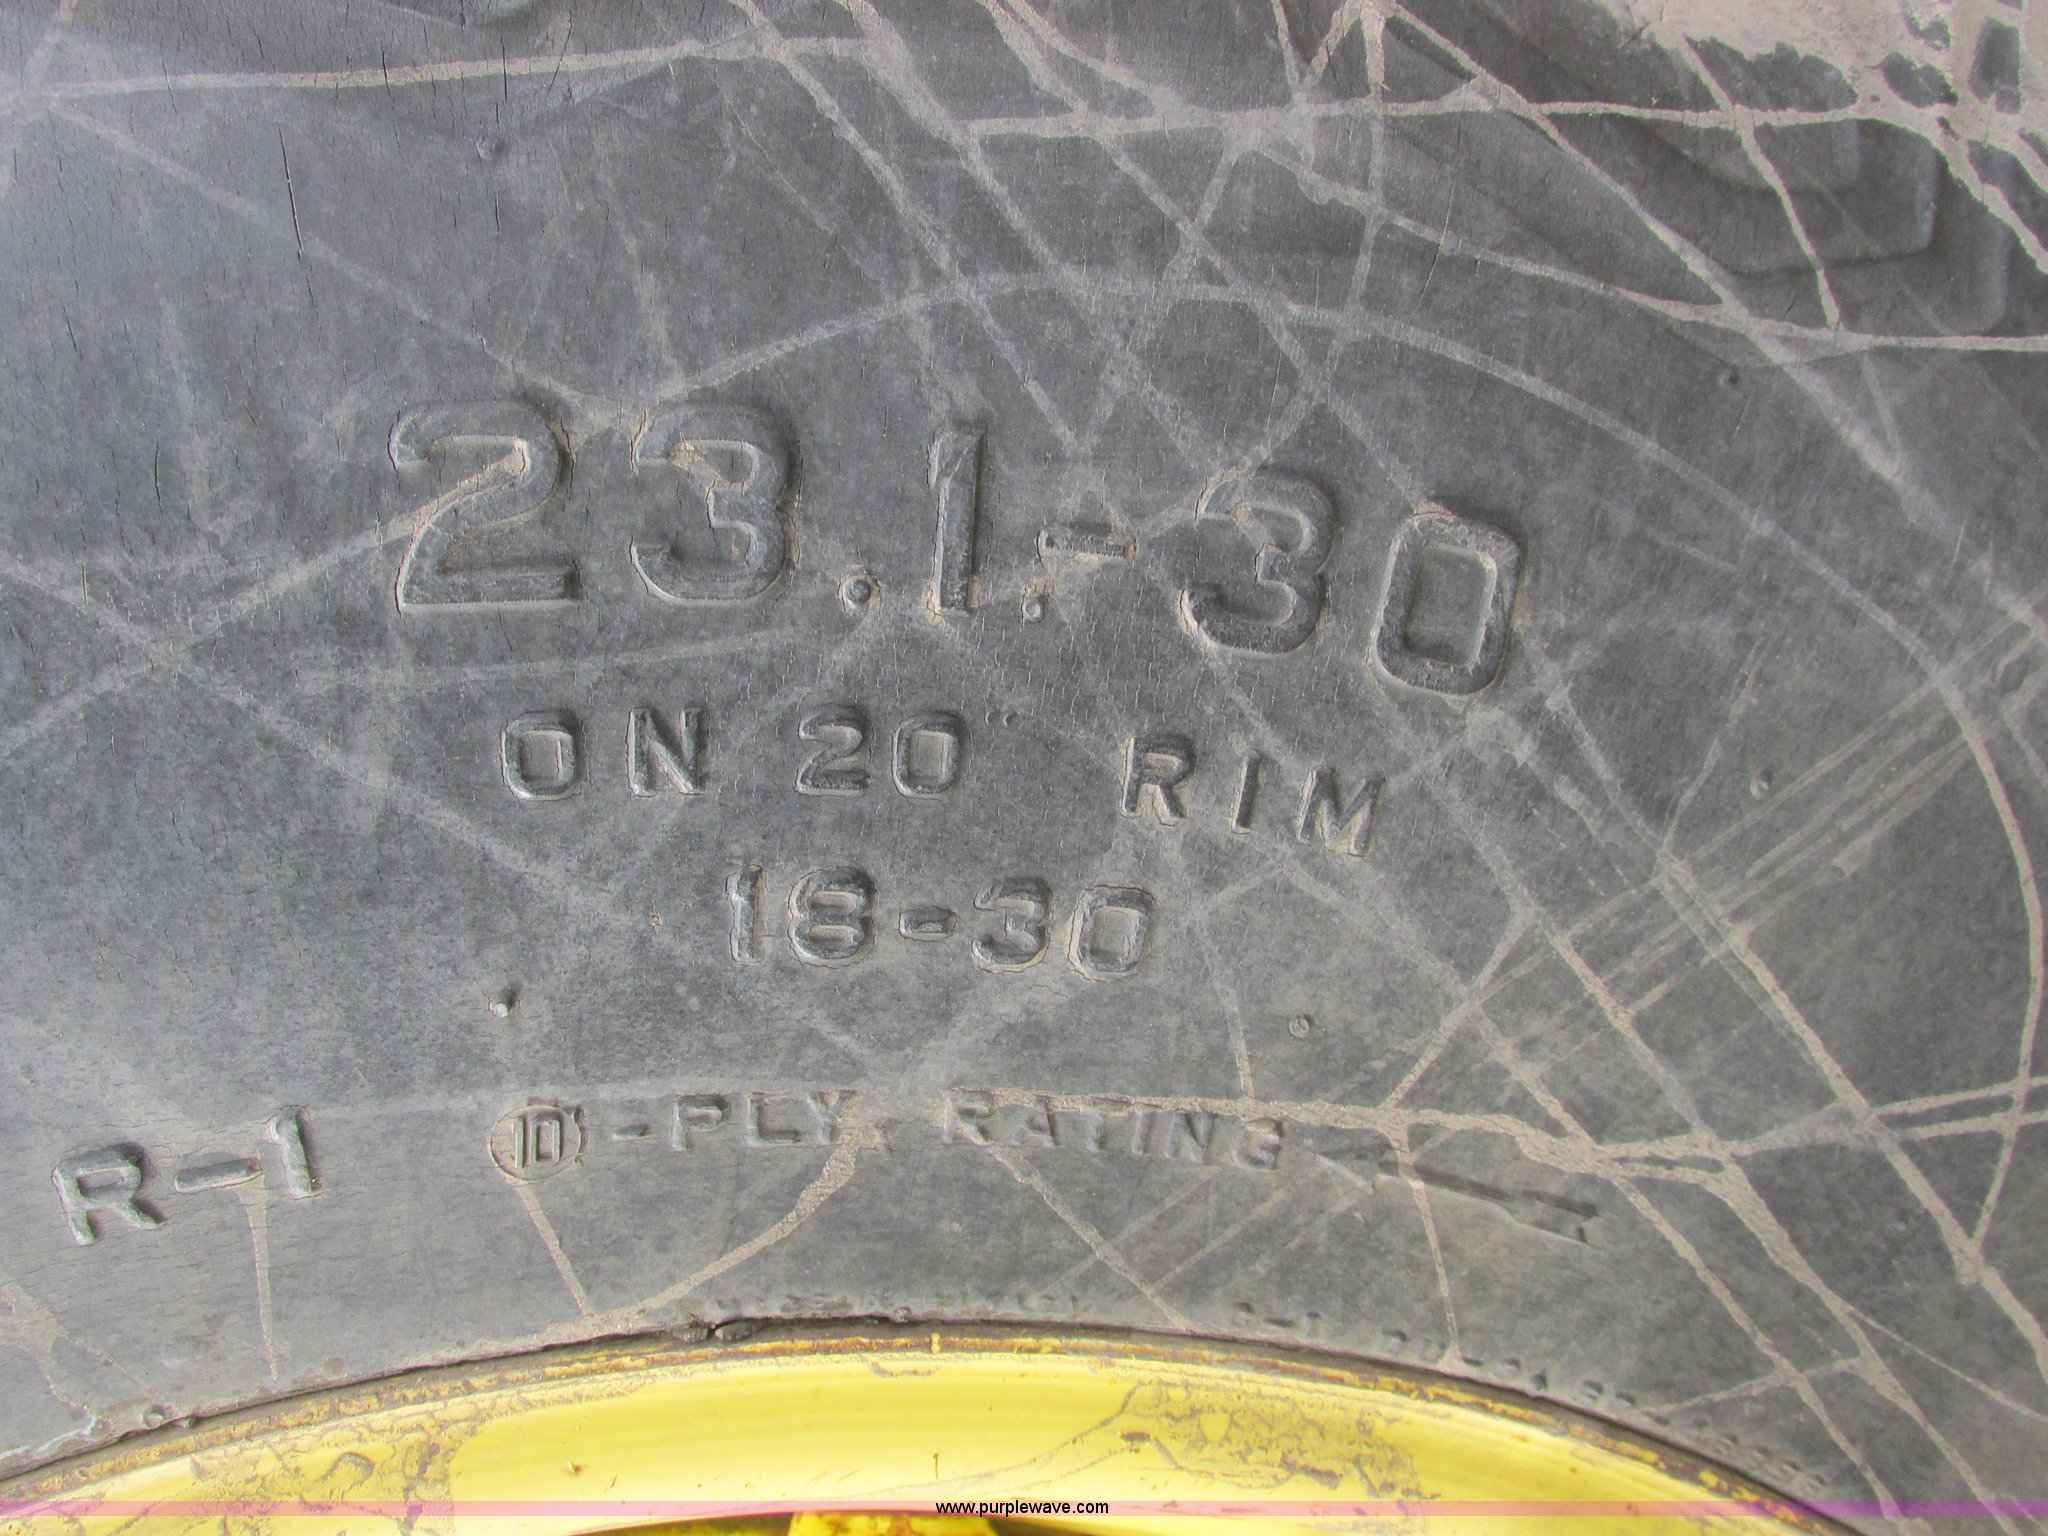 23.1-30
ON 20" RIM
18-30
R-1 10-PLY RATING
www.purplewave.com